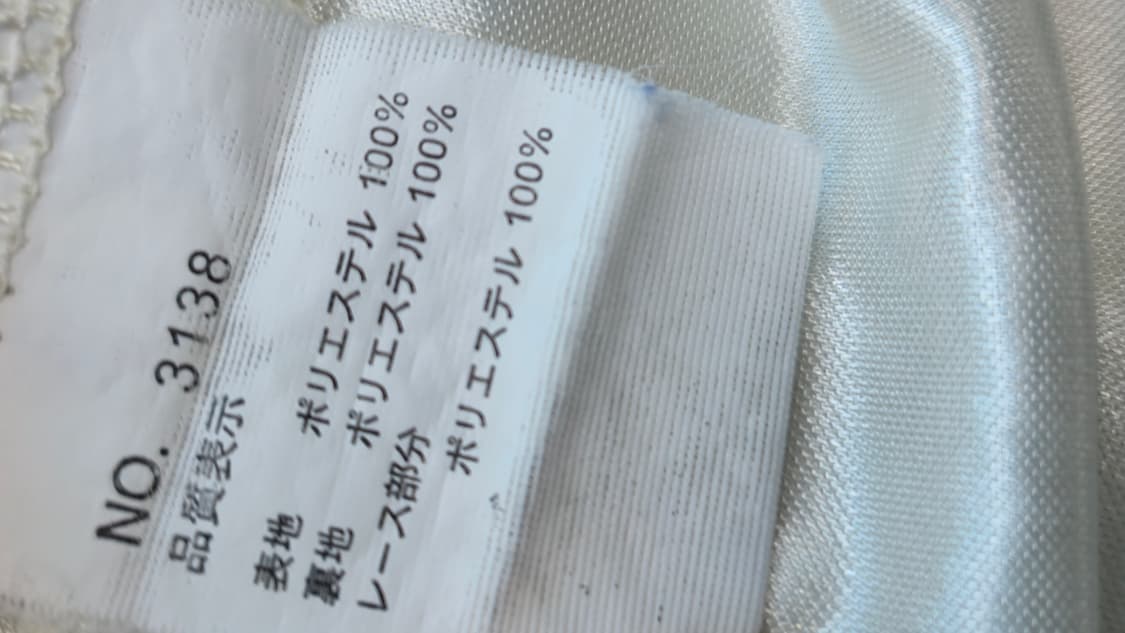 NO. 3138
品質表示
表地 ポリエステル 100%
裏地 ポリエステル 100%
レース部分
ポリエステル 100%